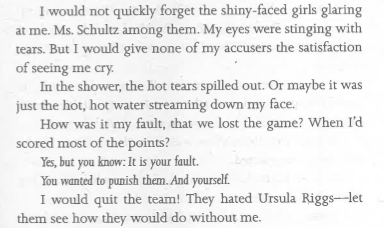 I would not quickly forget the shiny-faced girls glaring
at me. Ms. Schultz among them. My eyes were stinging with
tears. But I would give none of my accusers the satisfaction
of seeing me cry.
In the shower, the hot tears spilled out. Or maybe it was
just the hot, hot water streaming down my face.
How was it my fault, that we lost the game? When I'd
scored most of the points?
Yes, but you know: It is your fault.
You wanted to punish them. And yourself.
I would quit the team! They hated Ursula Riggs—let
them see how they would do without me.